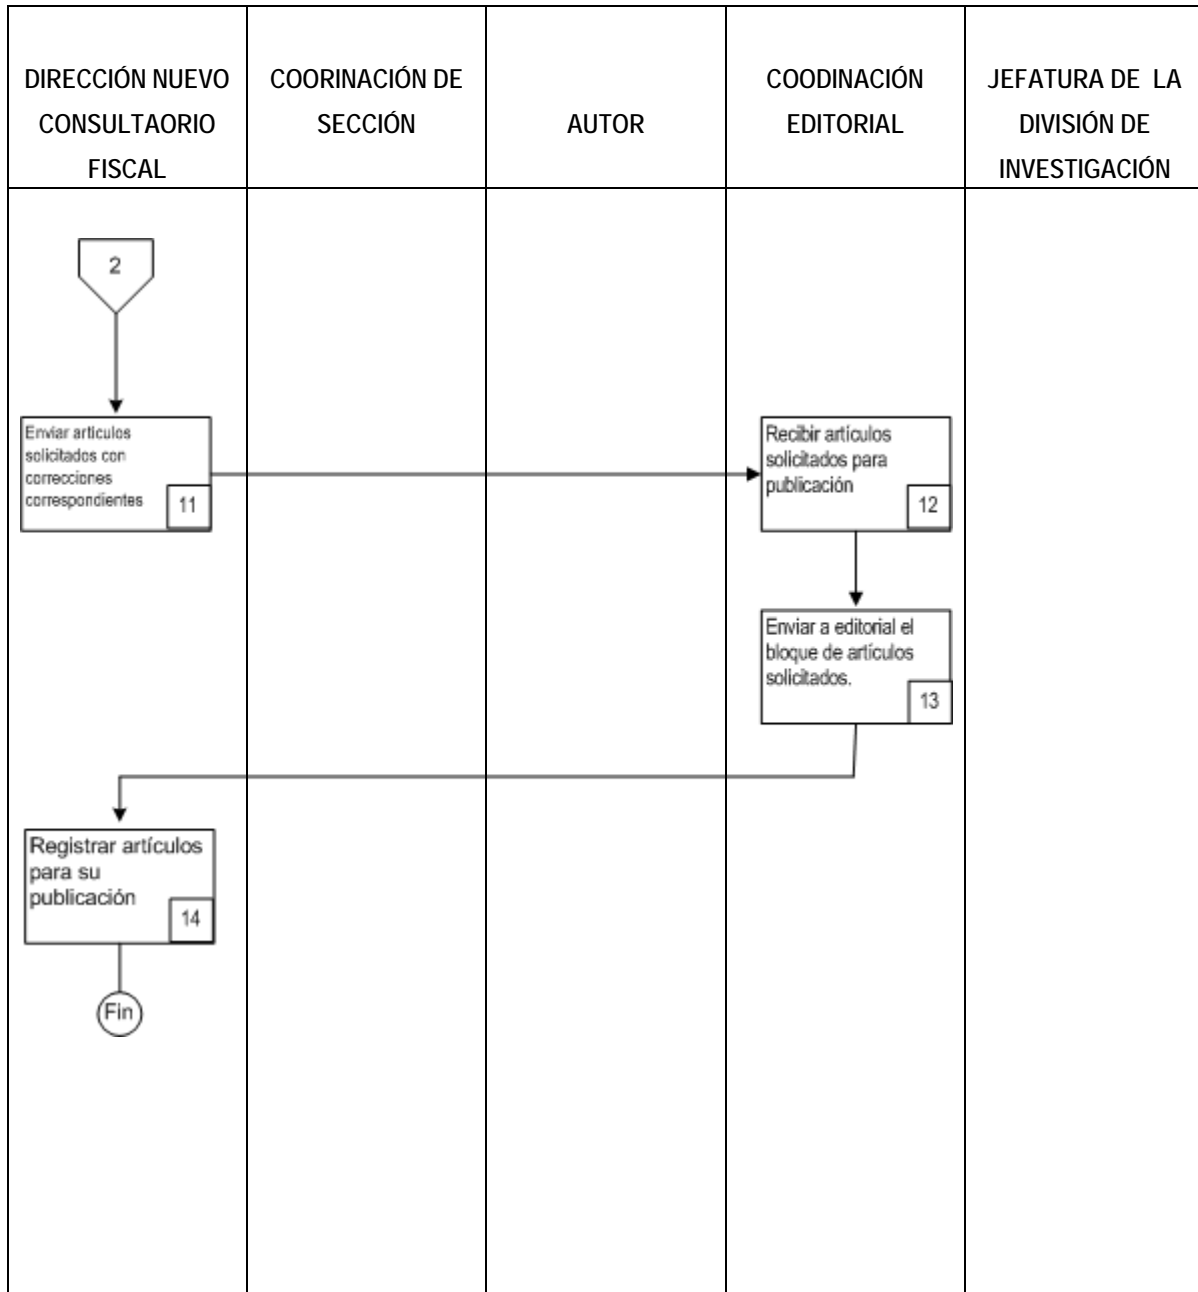 DIRECCIÓN NUEVO
CONSULTAORIO
FISCAL
COORINACIÓN DE
SECCIÓN
AUTOR
COODINACIÓN
EDITORIAL
JEFATURA DE LA
DIVISIÓN DE
INVESTIGACIÓN
2
Enviar articulos
solicitados con
correcciones
correspondientes
11
Recibir artículos
solicitados para
publicación
12
Enviar a editorial el
bloque de artículos
solicitados.
13
Registrar artículos
para su
publicación
14
Fin